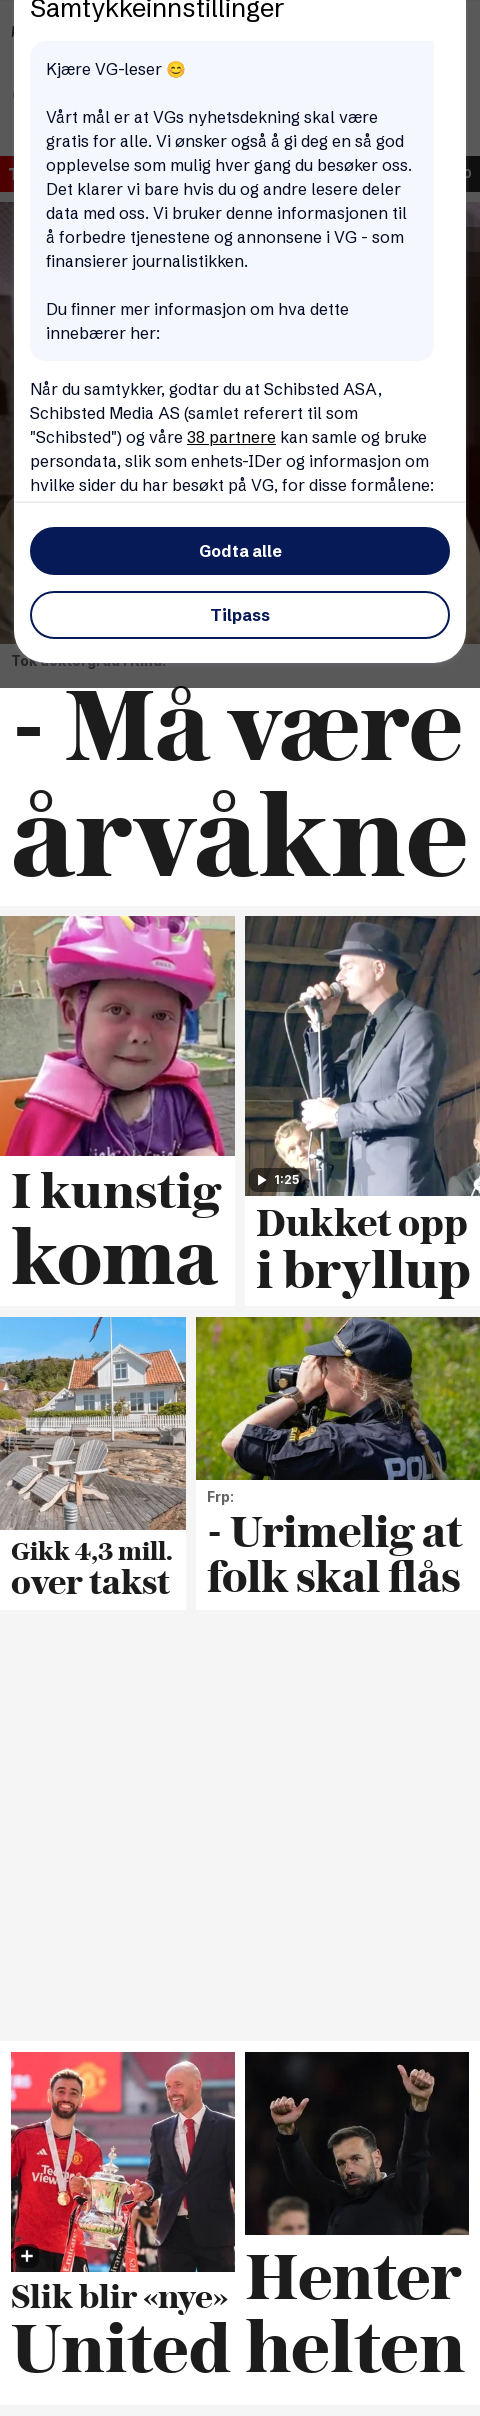 Samtykkeinnstillinger
Kjære VG-leser 😊
Vårt mål er at VGs nyhetsdekning skal være
gratis for alle. Vi ønsker også å gi deg en så god
opplevelse som mulig hver gang du besøker oss.
Det klarer vi bare hvis du og andre lesere deler
data med oss. Vi bruker denne informasjonen til
å forbedre tjenestene og annonsene i VG - som
finansierer journalistikken.
Du finner mer informasjon om hva dette
innebærer her:
Når du samtykker, godtar du at Schibsted ASA,
Schibsted Media AS (samlet referert til som
"Schibsted") og våre 38 partnere kan samle og bruke
persondata, slik som enhets-IDer og informasjon om
hvilke sider du har besøkt på VG, for disse formålene:
Godta alle
Tilpass
Tok doktorgrad i Kina:
- Må være
årvåkne
1:25
I kunstig
koma
Dukket opp
i bryllup
Gikk 4,3 mill.
over takst
Frp:
- Urimelig at
folk skal flås
Slik blir «nye»
United
Henter
helten